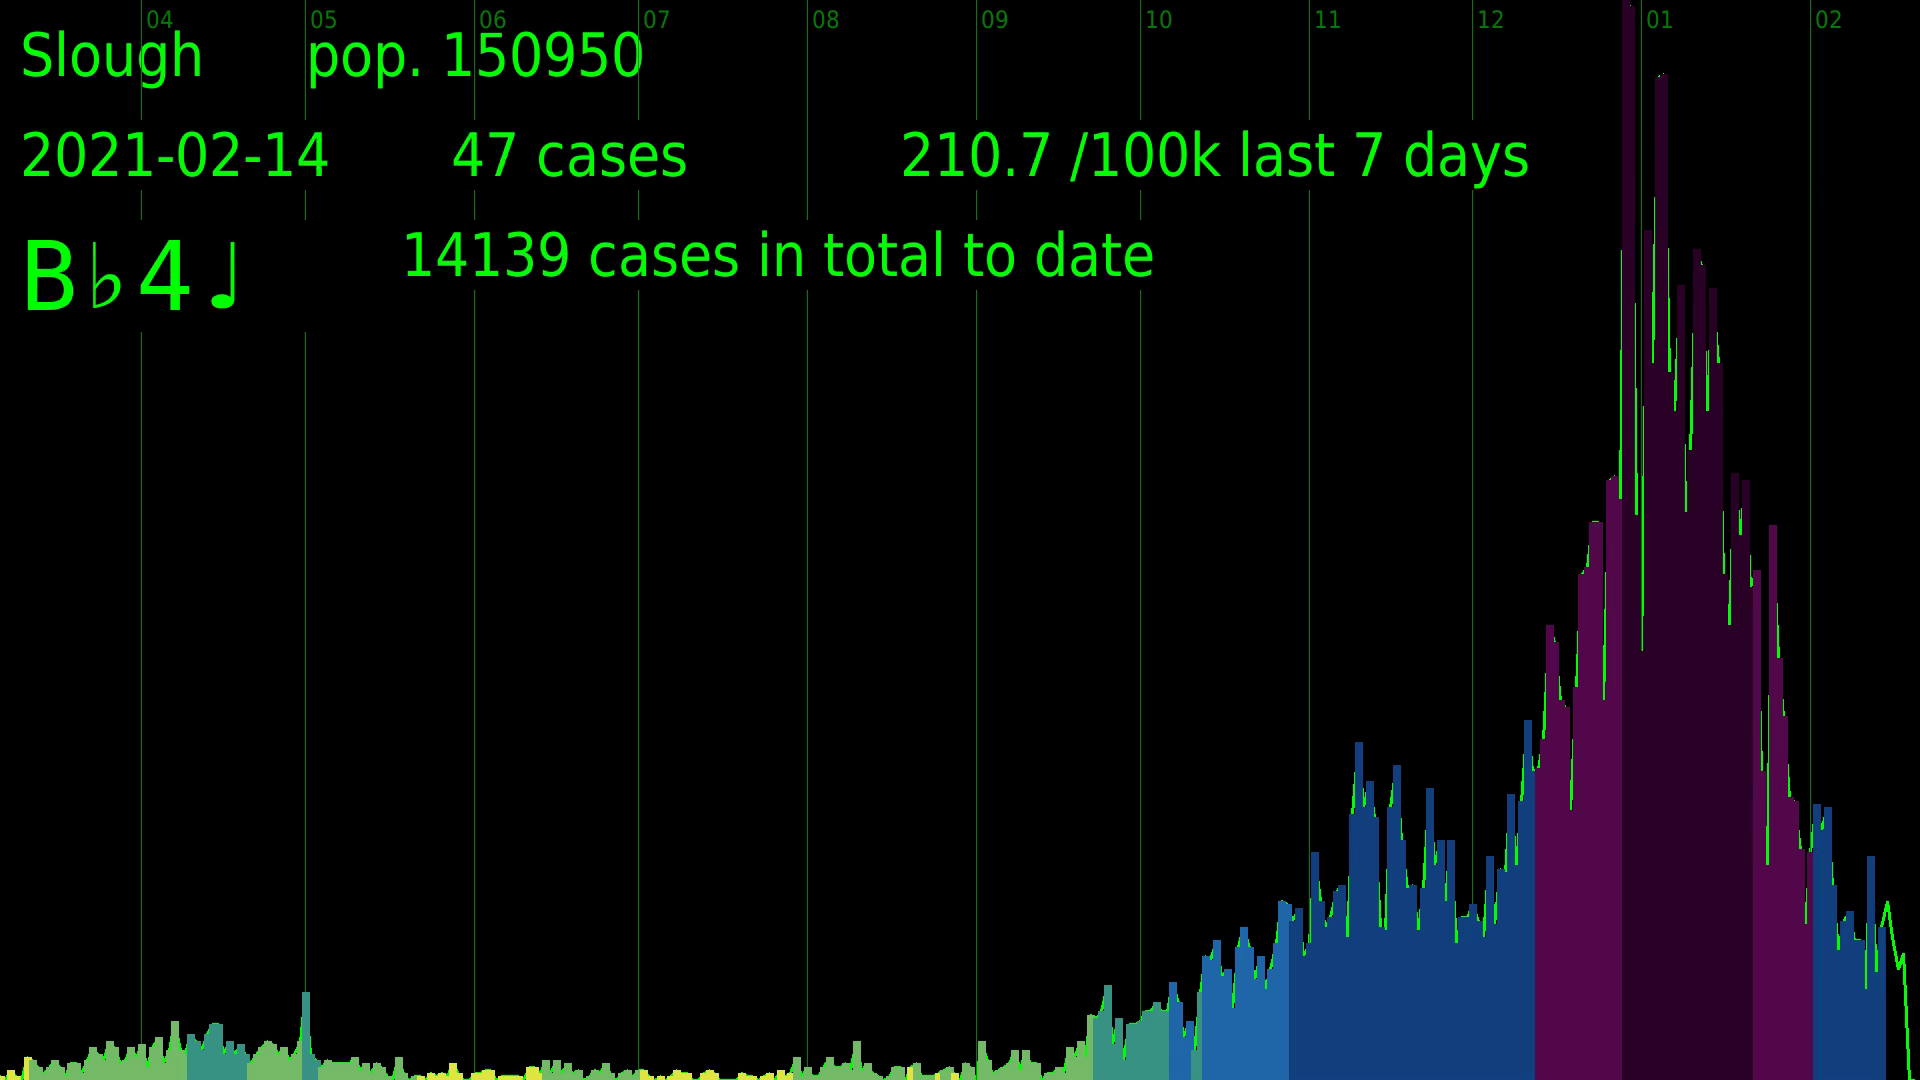 04 05 06 07 08 09 10 11 12 01 02
Slough pop. 150950
2021-02-14 47 cases 210.7 /100k last 7 days
B♭4♩ 14139 cases in total to date